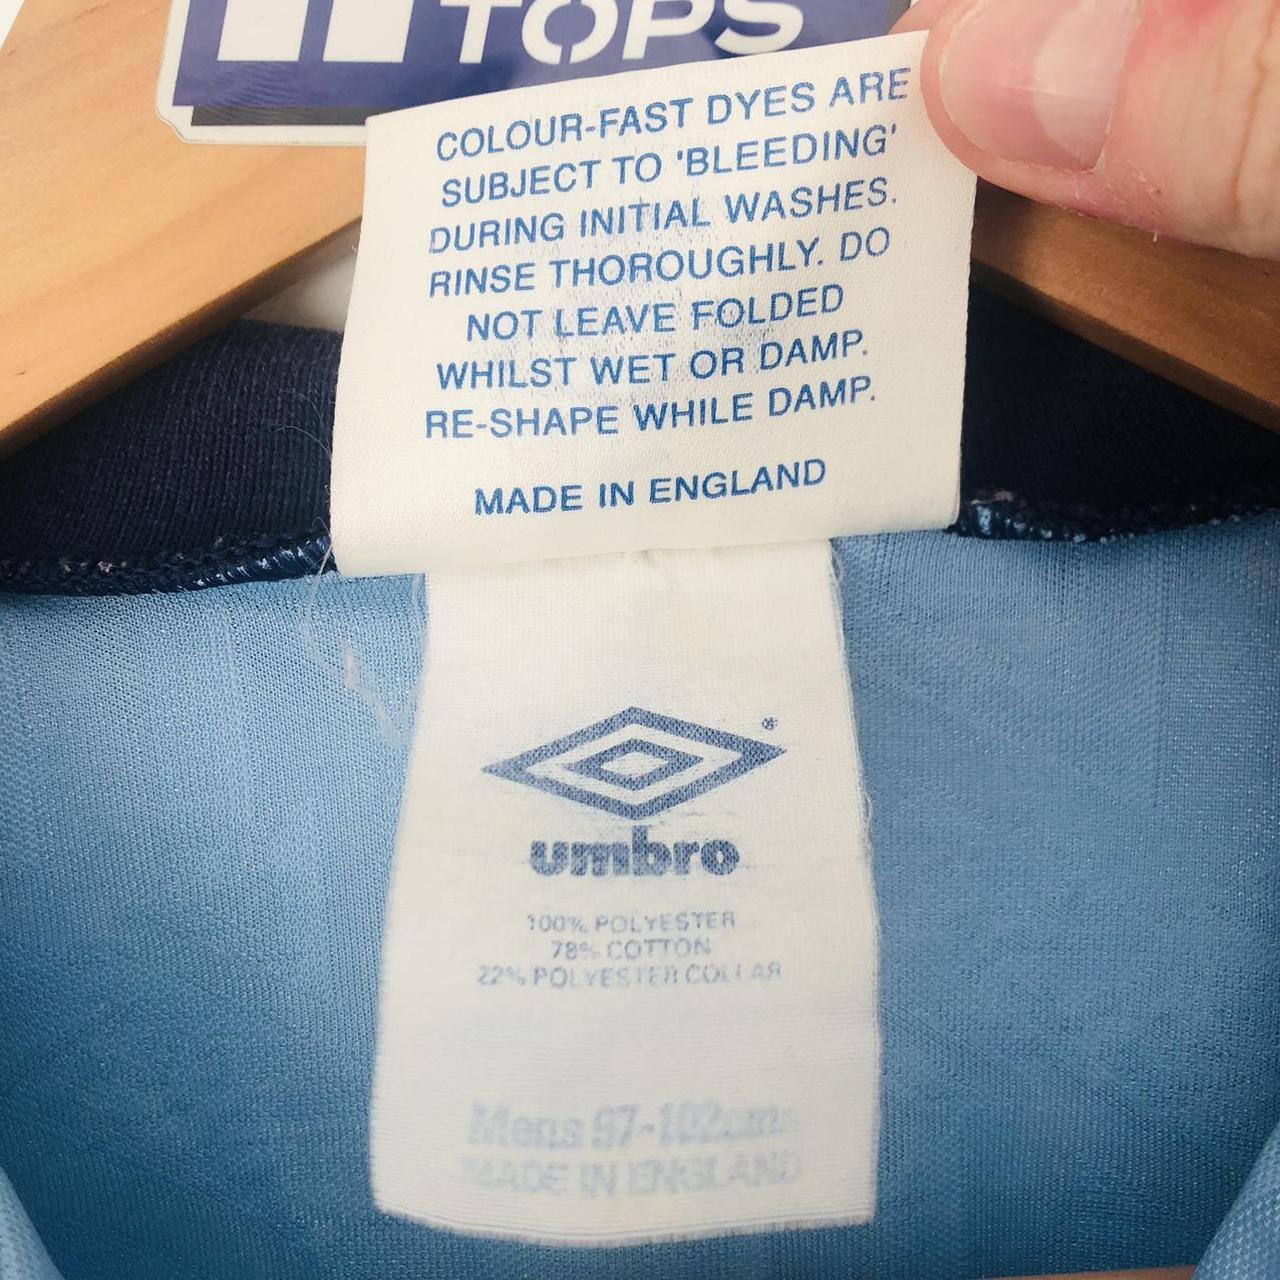 TOPS
COLOUR-FAST DYES ARE
SUBJECT TO 'BLEEDING'
DURING INITIAL WASHES.
RINSE THOROUGHLY. DO
NOT LEAVE FOLDED
WHILST WET OR DAMP.
RE-SHAPE WHILE DAMP.
MADE IN ENGLAND
®
umbro
100% POLYESTER
78% COTTON
22% POLYESTER COLLAR
Mens 97-102cms
MADE IN ENGLAND